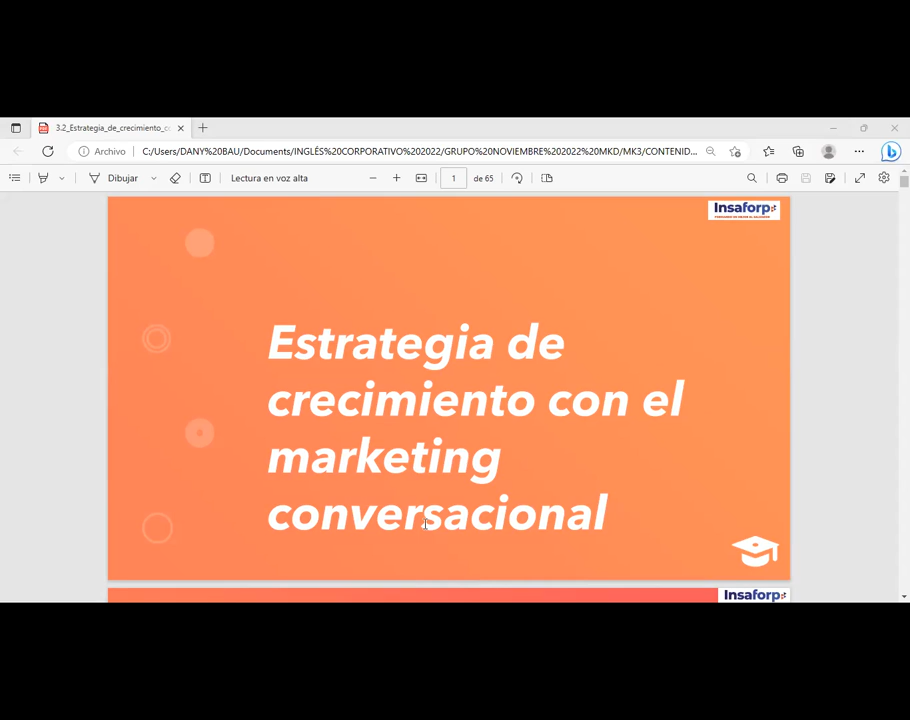 3.2_Estrategia_de_crecimiento_co
Archivo
C:/Users/DANY%20BAU/Documents/INGLÉS%20CORPORATIVO%202022/GRUPO%20NOVIEMBRE%202022%20MKD/MK3/CONTENID...
Dibujar
Lectura en voz alta
1
de 65
Insaforp
Estrategia de
crecimiento con el
marketing
conversacional
Insaforp